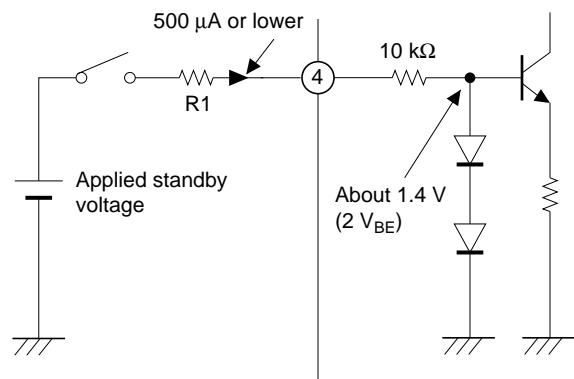 500 μA or lower
4
10 kΩ
R1
Applied standby
voltage
About 1.4 V
(2 VBE)